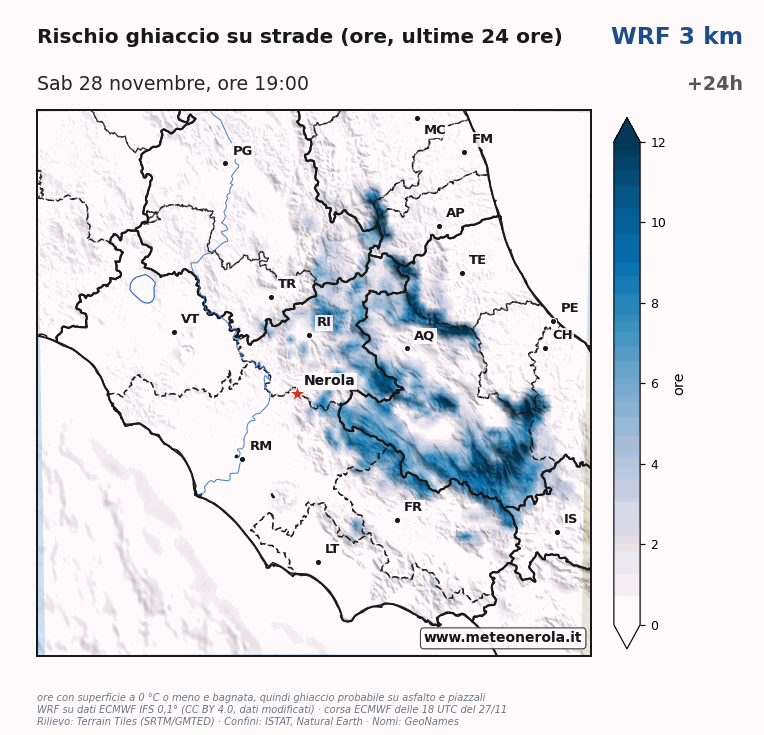 Rischio ghiaccio su strade (ore, ultime 24 ore)
WRF 3 km
Sab 28 novembre, ore 19:00
+24h
MC
FM
PG
AP
TE
TR
PE
VT
RI
AQ
CH
Nerola
RM
FR
IS
LT
12
10
8
6
4
2
0
ore
www.meteonerola.it
ore con superficie a 0 °C o meno e bagnata, quindi ghiaccio probabile su asfalto e piazzali
WRF su dati ECMWF IFS 0,1° (CC BY 4.0, dati modificati) · corsa ECMWF delle 18 UTC del 27/11
Rilievo: Terrain Tiles (SRTM/GMTED) · Confini: ISTAT, Natural Earth · Nomi: GeoNames